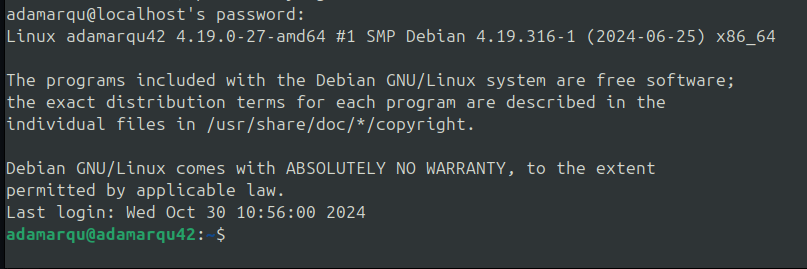 adamarqu@localhost's password:
Linux adamarqu42 4.19.0-27-amd64 #1 SMP Debian 4.19.316-1 (2024-06-25) x86_64
The programs included with the Debian GNU/Linux system are free software;
the exact distribution terms for each program are described in the
individual files in /usr/share/doc/*/copyright.
Debian GNU/Linux comes with ABSOLUTELY NO WARRANTY, to the extent
permitted by applicable law.
Last login: Wed Oct 30 10:56:00 2024
adamarqu@adamarqu42:~$